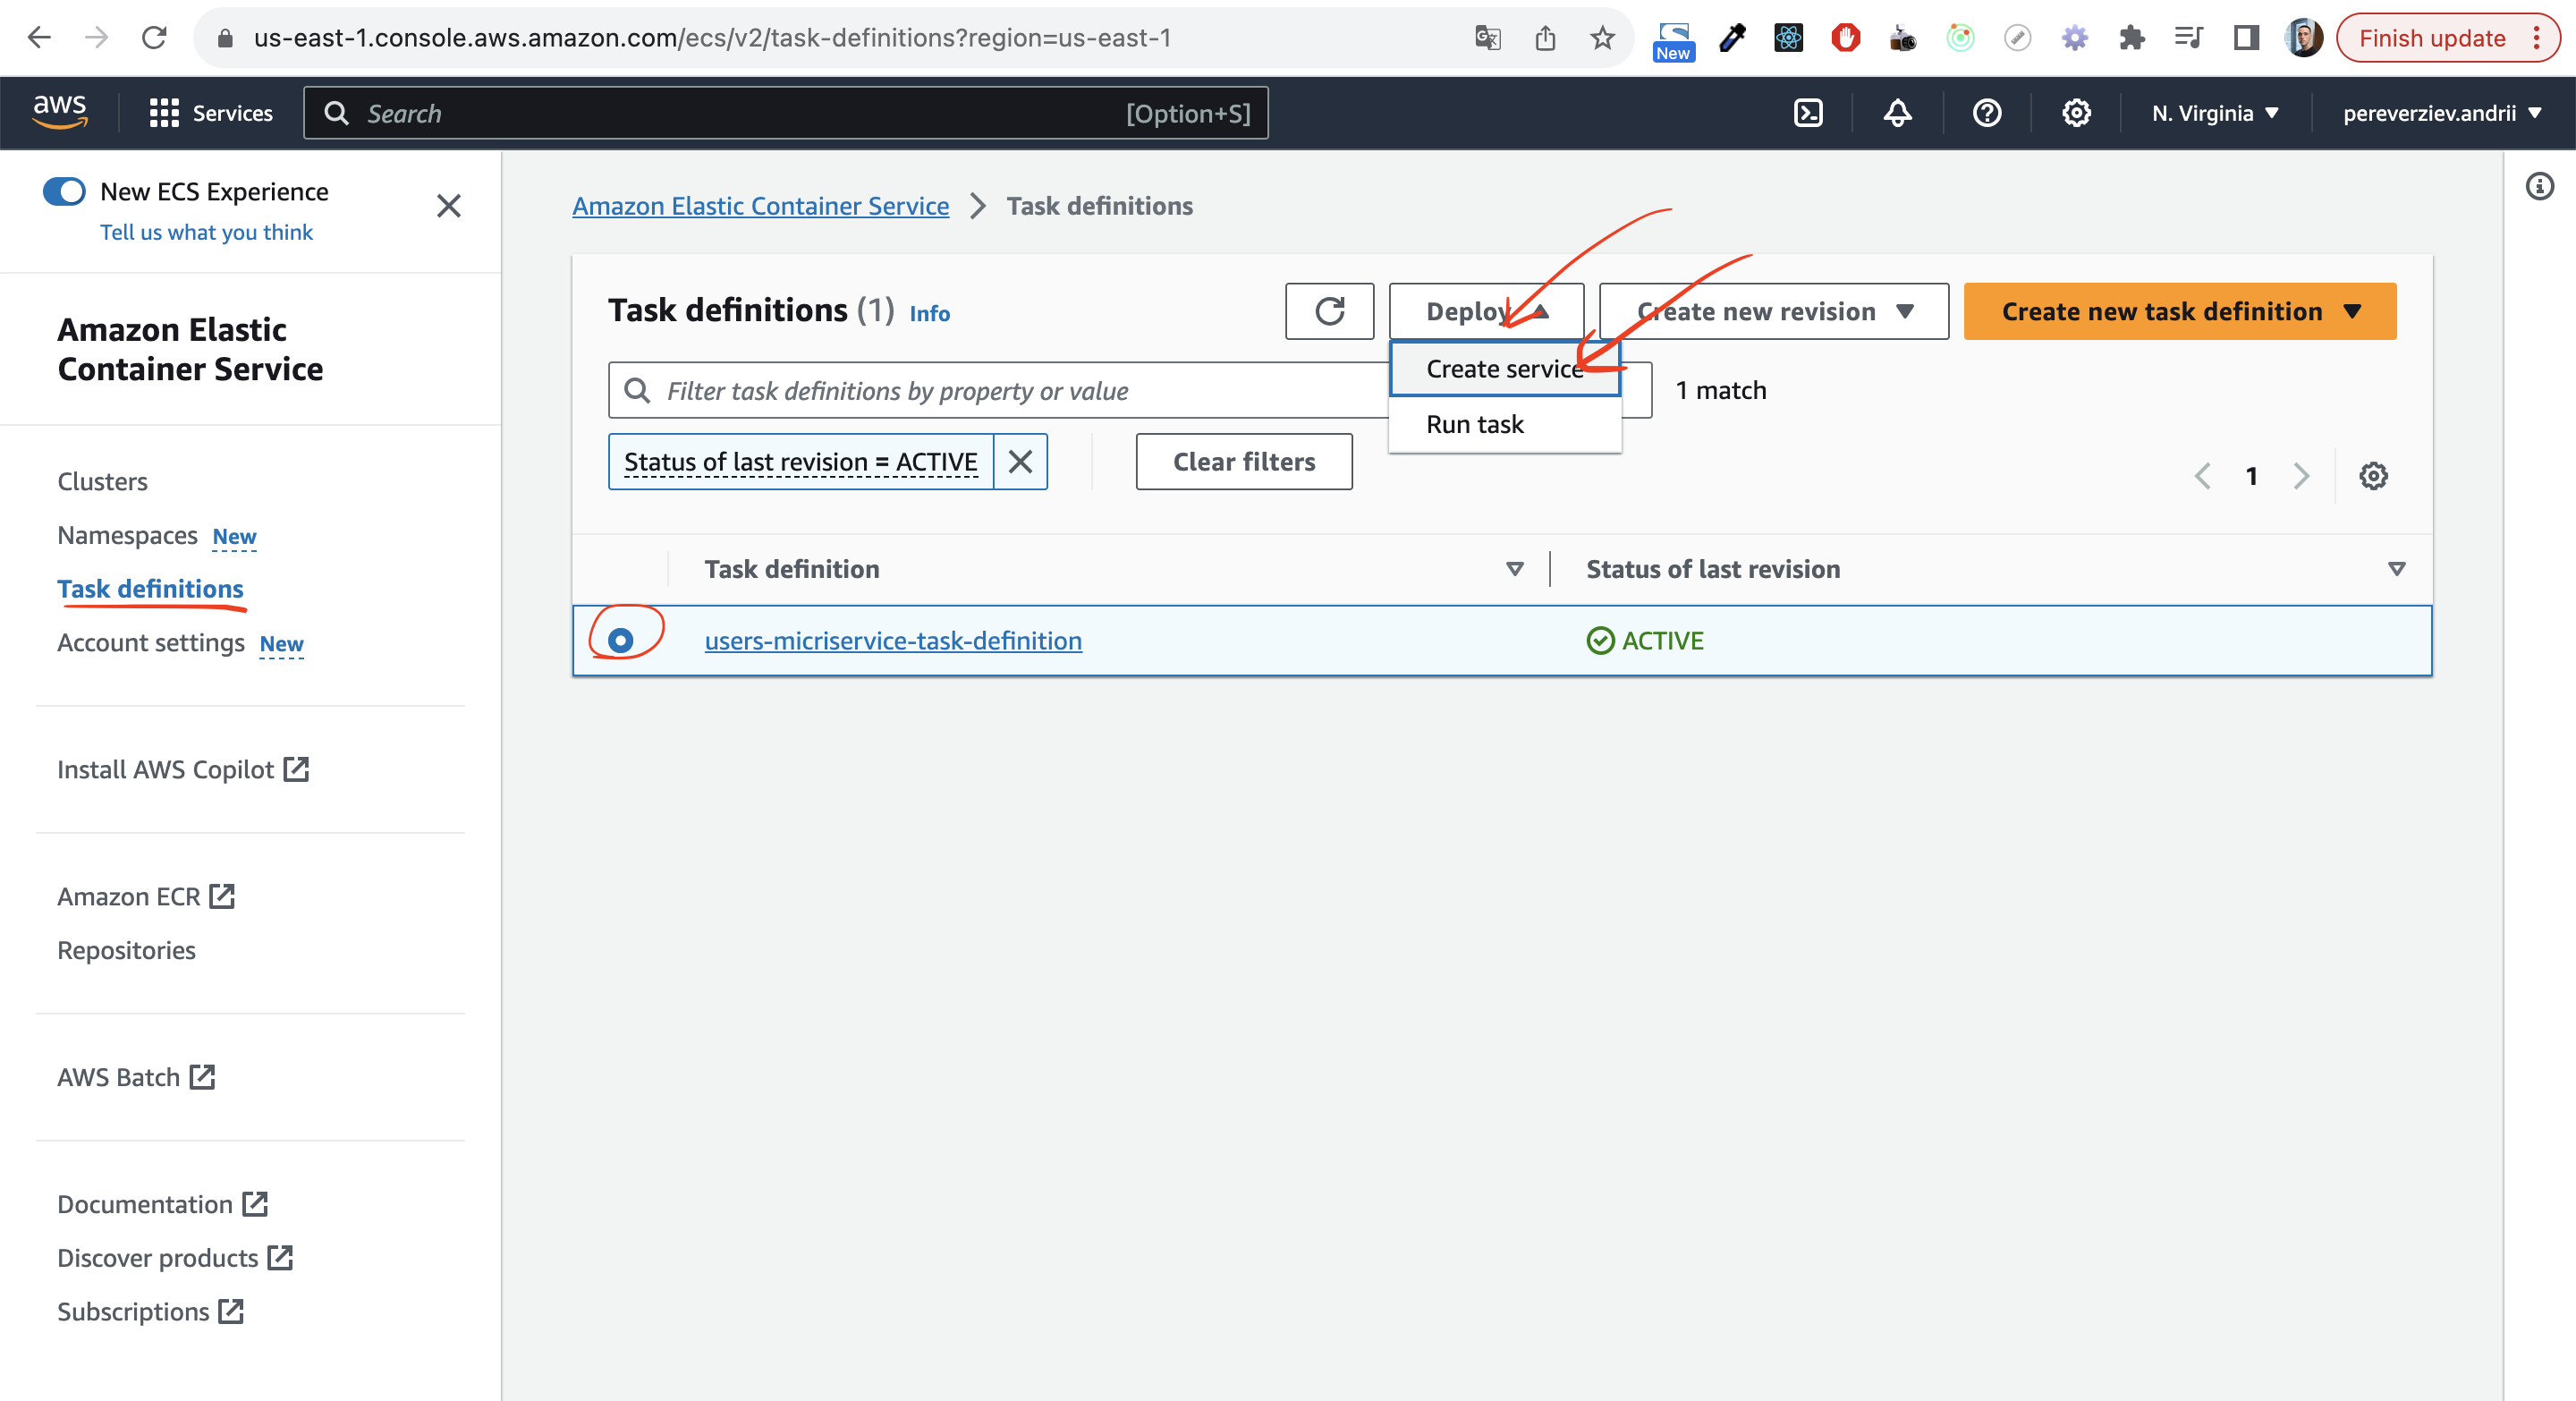 us-east-1.console.aws.amazon.com/ecs/v2/task-definitions?region=us-east-1
New
Finish update
aws
Services
Search
[Option+S]
N. Virginia
pereverziev.andrii
New ECS Experience
Tell us what you think
Amazon Elastic
Container Service
Clusters
Namespaces New
Task definitions
Account settings New
Install AWS Copilot
Amazon ECR
Repositories
AWS Batch
Documentation
Discover products
Subscriptions
Amazon Elastic Container Service > Task definitions
Task definitions (1) Info
Deploy
Create new revision
Create new task definition
Create service
Run task
Filter task definitions by property or value
1 match
Status of last revision = ACTIVE
Clear filters
1
Task definition
Status of last revision
users-micriservice-task-definition
ACTIVE